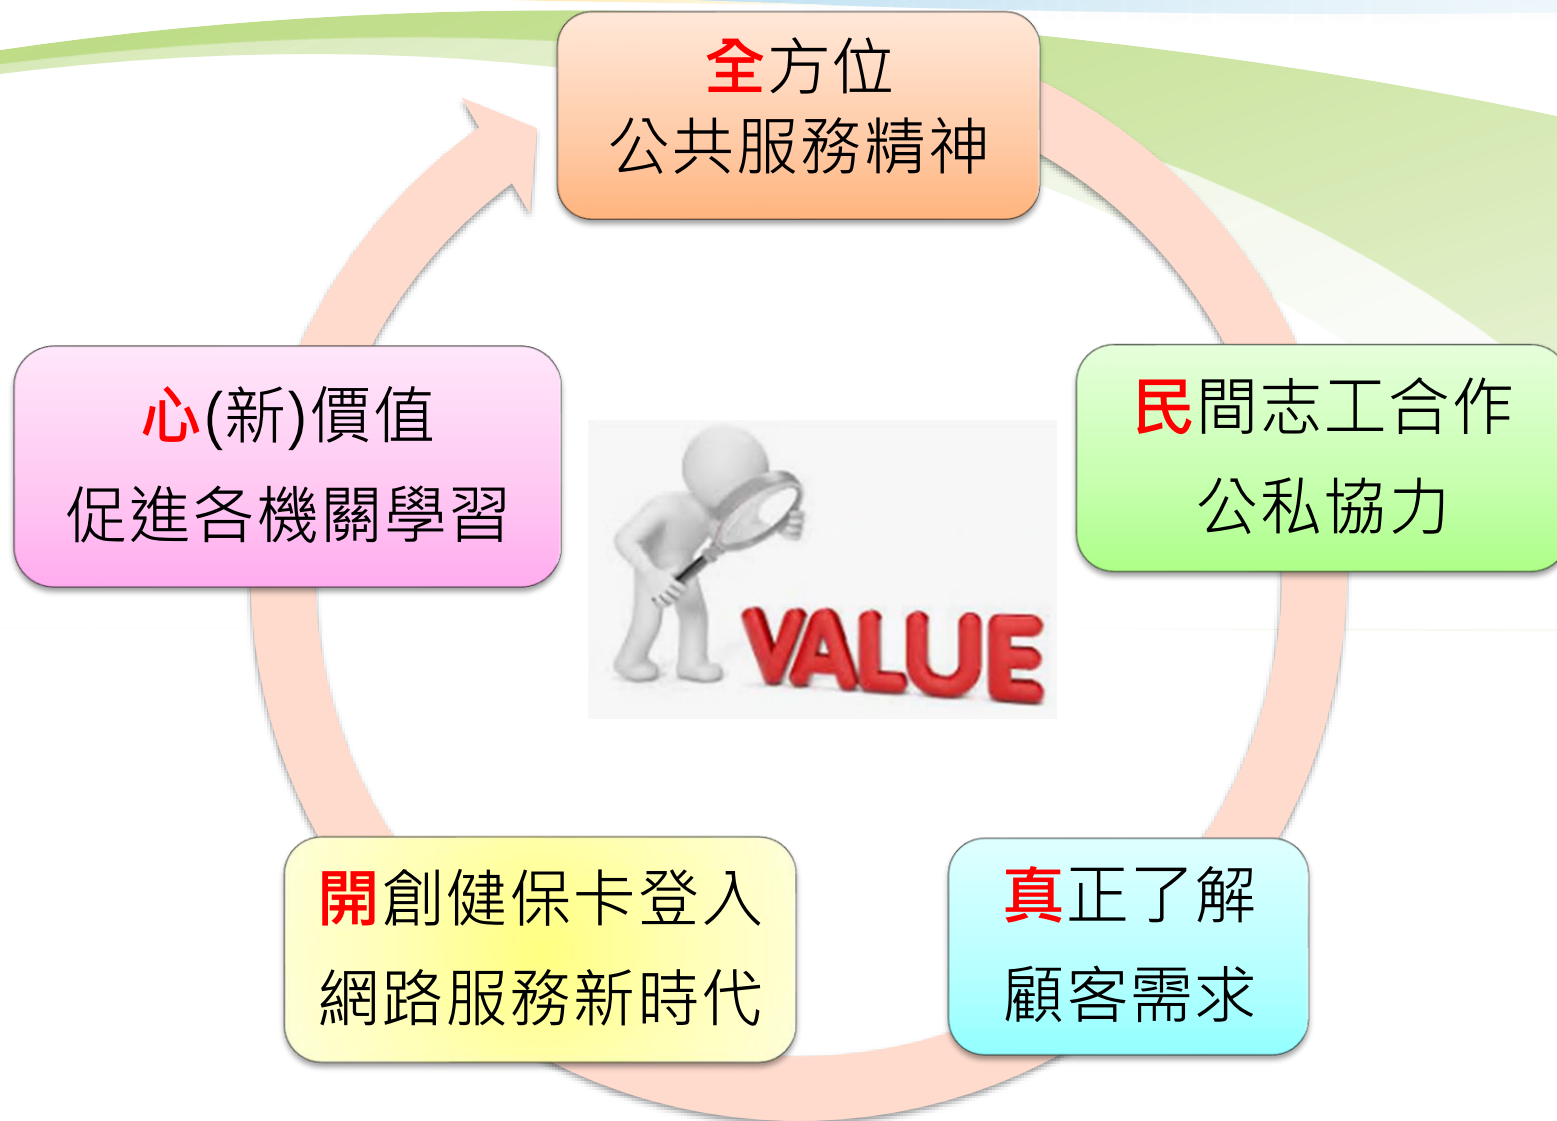 全方位
公共服務精神
民間志工合作
公私協力
真正了解
顧客需求
開創健保卡登入
網路服務新時代
心(新)價值
促進各機關學習
VALUE